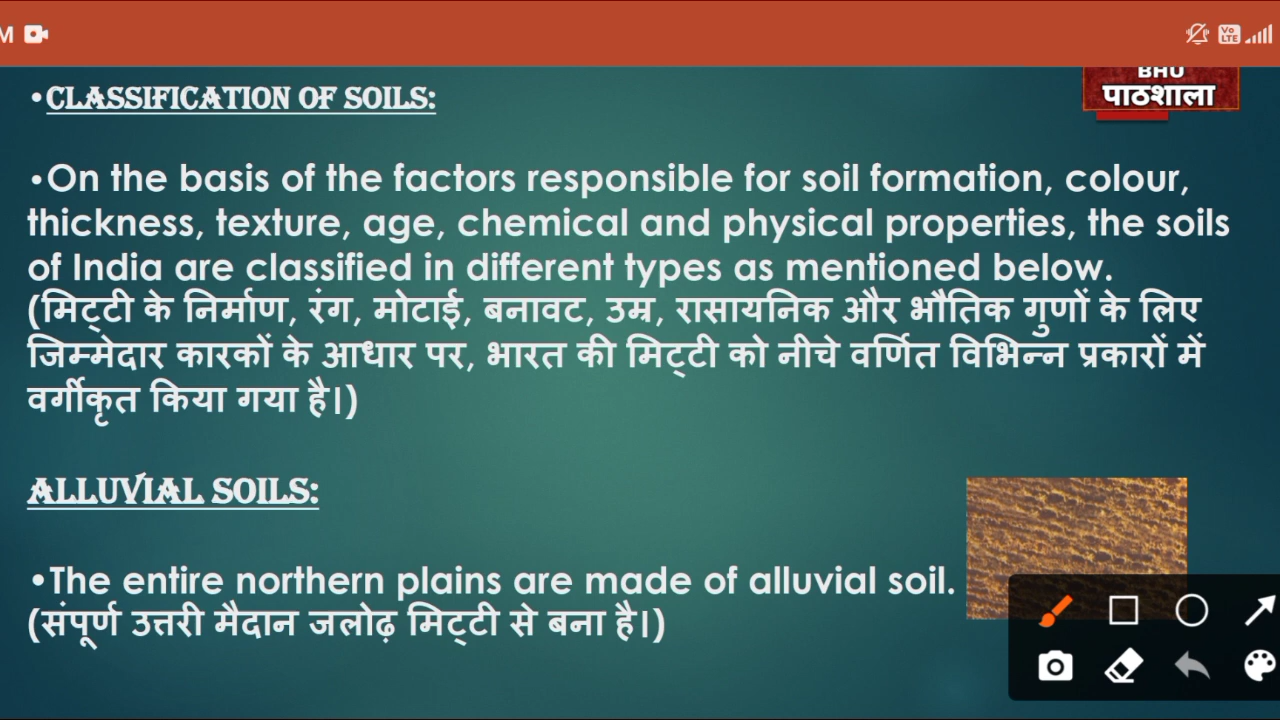 M
Vo
LTE
BHU
पाठशाला
•CLASSIFICATION OF SOILS:
•On the basis of the factors responsible for soil formation, colour,
thickness, texture, age, chemical and physical properties, the soils
of India are classified in different types as mentioned below.
(मिट्टी के निर्माण, रंग, मोटाई, बनावट, उम्र, रासायनिक और भौतिक गुणों के लिए
जिम्मेदार कारकों के आधार पर, भारत की मिट्टी को नीचे वर्णित विभिन्न प्रकारों में
वर्गीकृत किया गया है।)
ALLUVIAL SOILS:
•The entire northern plains are made of alluvial soil.
(संपूर्ण उत्तरी मैदान जलोढ़ मिट्टी से बना है।)